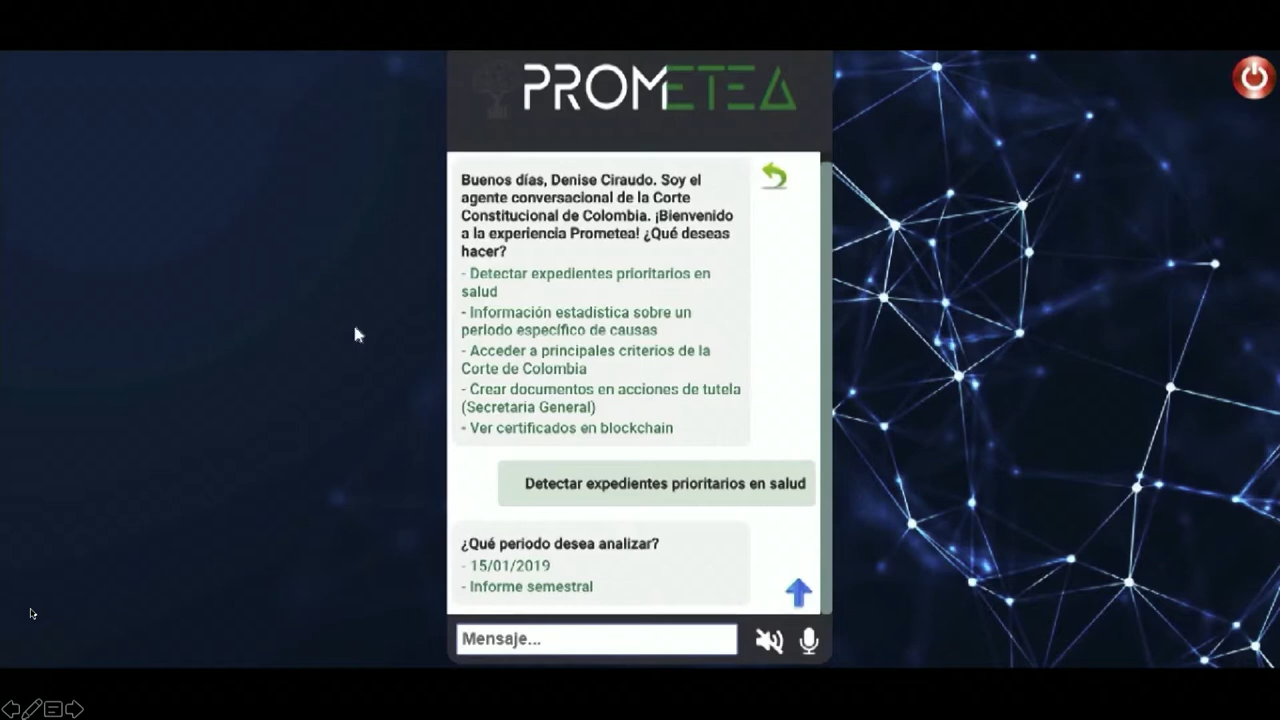 PROMETEA
Buenos días, Denise Ciraudo. Soy el
agente conversacional de la Corte
Constitucional de Colombia. ¡Bienvenido
a la experiencia Prometea! ¿Qué deseas
hacer?
- Detectar expedientes prioritarios en
salud
- Información estadística sobre un
periodo específico de causas
- Acceder a principales criterios de la
Corte de Colombia
- Crear documentos en acciones de tutela
(Secretaria General)
- Ver certificados en blockchain
Detectar expedientes prioritarios en salud
¿Qué periodo desea analizar?
- 15/01/2019
- Informe semestral
Mensaje...